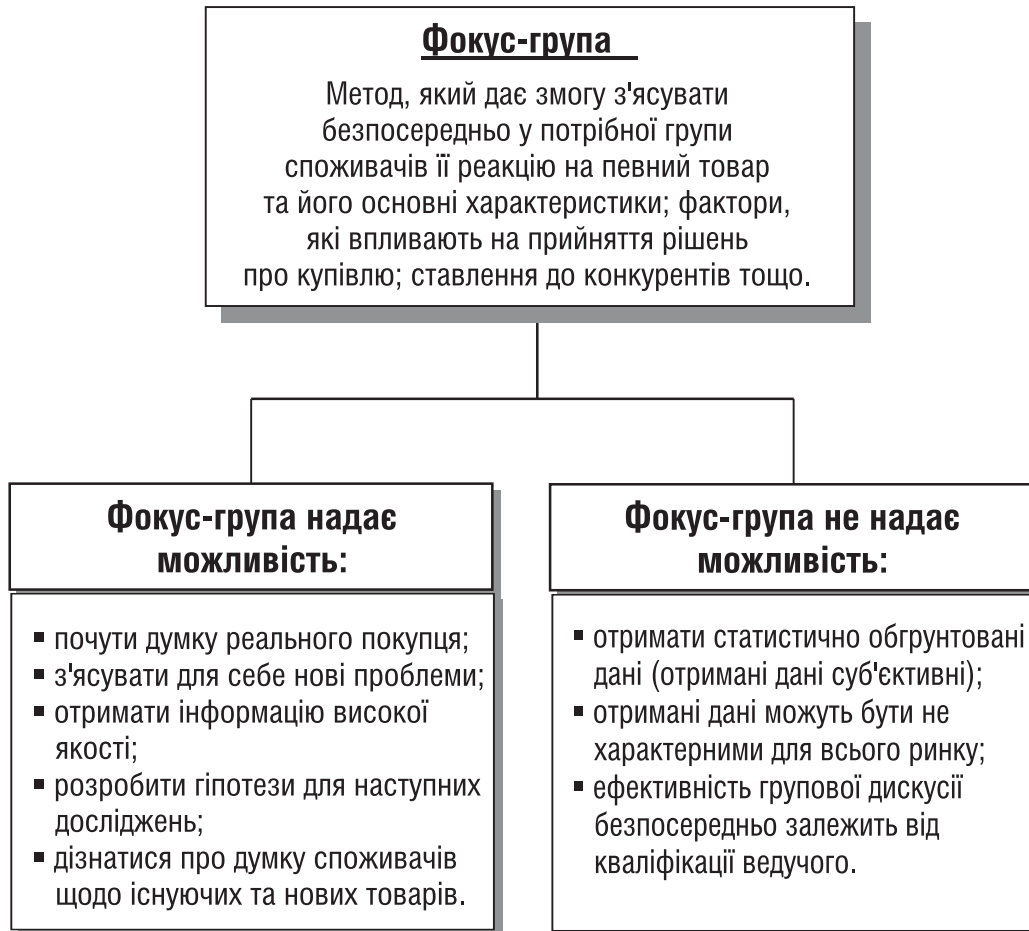 Фокус-група
Метод, який дає змогу з'ясувати
безпосередньо у потрібної групи
споживачів її реакцію на певний товар
та його основні характеристики; фактори,
які впливають на прийняття рішень
про купівлю; ставлення до конкурентів тощо.
Фокус-група надає
можливість:
▪ почути думку реального покупця;
▪ з'ясувати для себе нові проблеми;
▪ отримати інформацію високої
якості;
▪ розробити гіпотези для наступних
досліджень;
▪ дізнатися про думку споживачів
щодо існуючих та нових товарів.
Фокус-група не надає
можливість:
▪ отримати статистично обгрунтовані
дані (отримані дані суб'єктивні);
▪ отримані дані можуть бути не
характерними для всього ринку;
▪ ефективність групової дискусії
безпосередньо залежить від
кваліфікації ведучого.